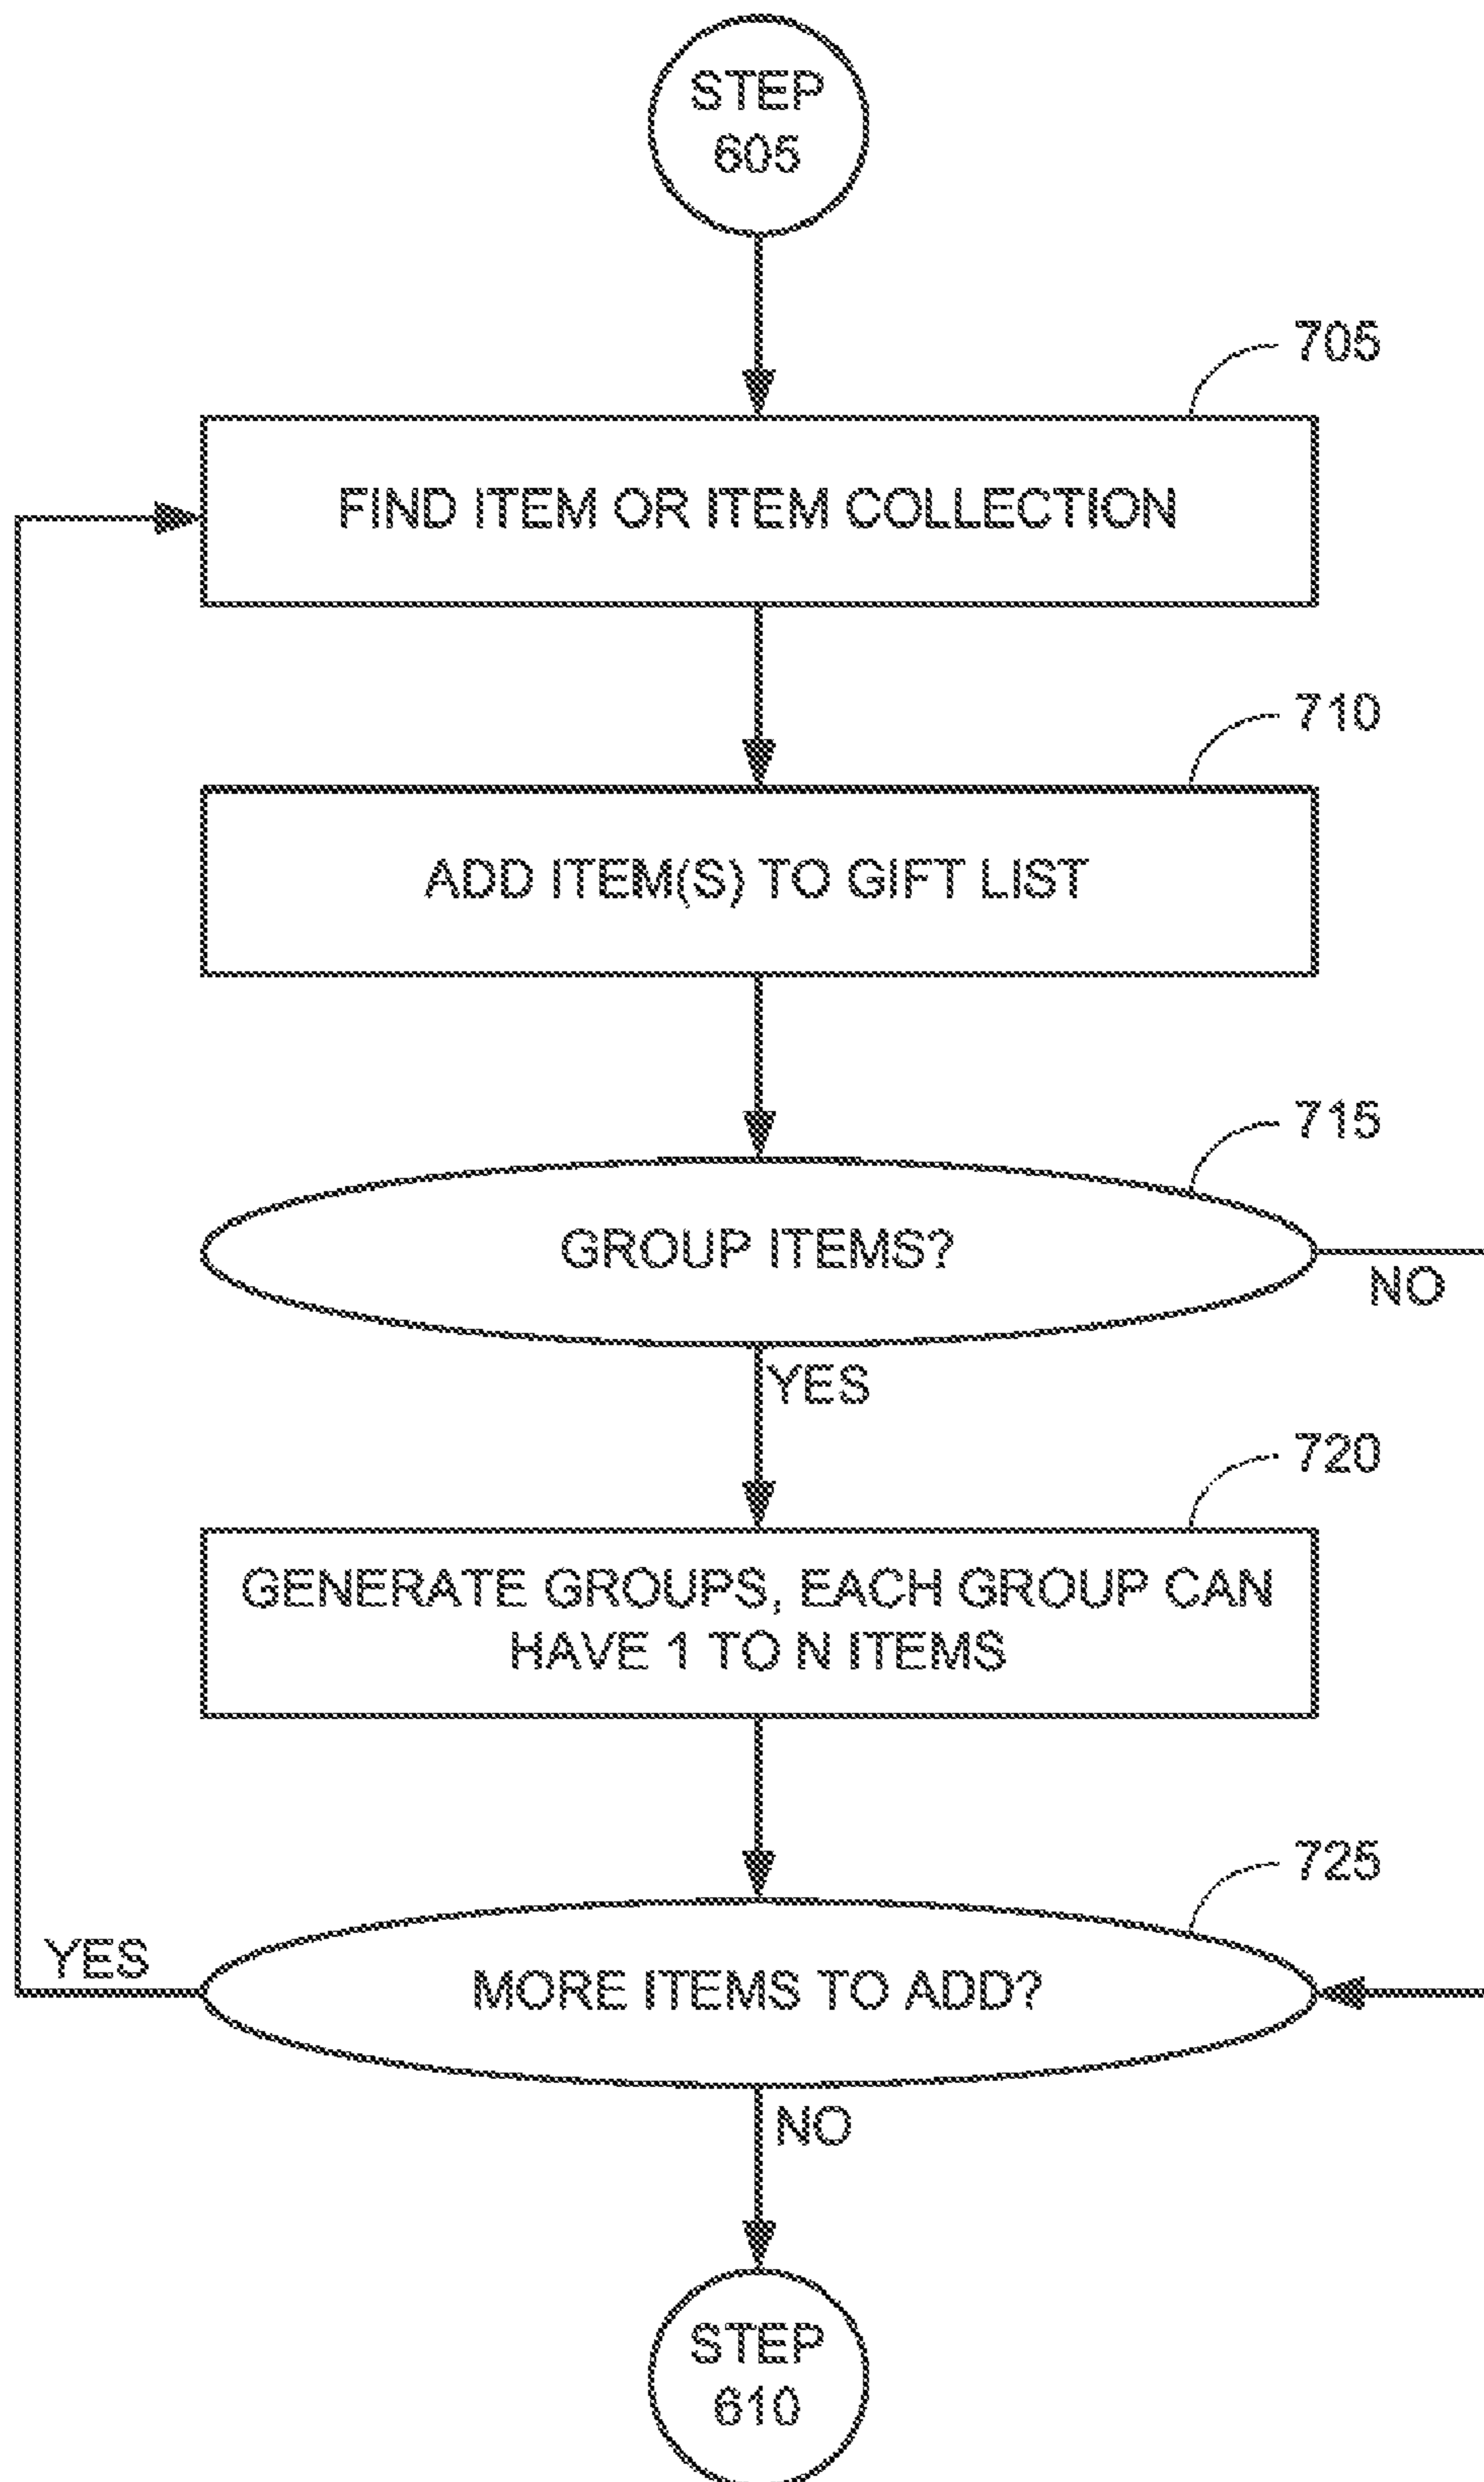 STEP
605
705
FIND ITEM OR ITEM COLLECTION
710
ADD ITEM(S) TO GIFT LIST
715
GROUP ITEMS?
NO
YES
720
GENERATE GROUPS, EACH GROUP CAN
HAVE 1 TO N ITEMS
725
YES
MORE ITEMS TO ADD?
NO
STEP
610